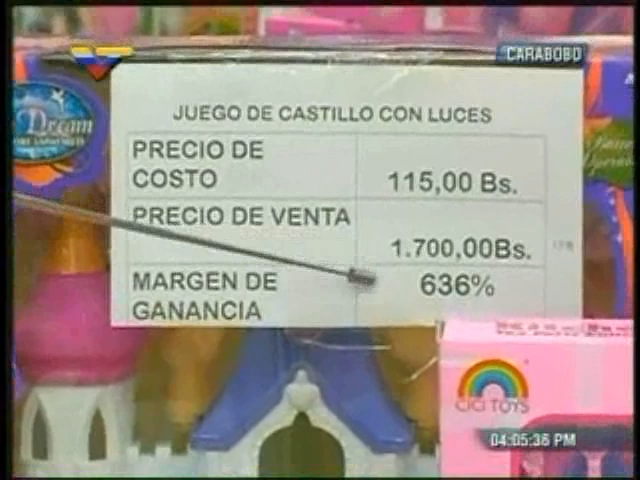 CARABOBO
Dream
JUEGO DE CASTILLO CON LUCES
PRECIO DE
COSTO
115,00 Bs.
PRECIO DE VENTA
1.700,00Bs.
MARGEN DE
GANANCIA
636%
CICI TOYS
04:05:36 PM